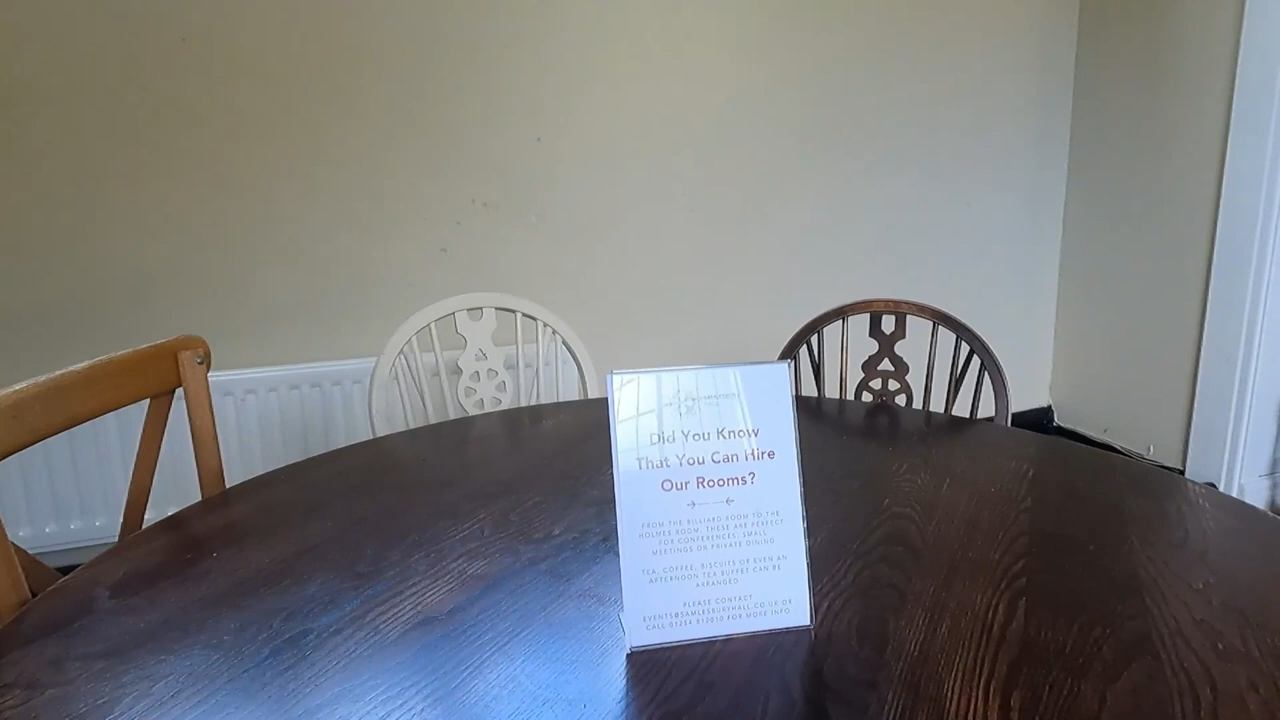 Did You Know
That You Can Hire
Our Rooms?
FROM THE BILLIARD ROOM TO THE
HOLMES ROOM, THESE ARE PERFECT
FOR CONFERENCES, SMALL
MEETINGS OR PRIVATE DINING
TEA, COFFEE, BISCUITS OR EVEN AN
AFTERNOON TEA BUFFET CAN BE
ARRANGED
PLEASE CONTACT
EVENTS@SAMLESBURYHALL.CO.UK OR
CALL 01254 812010 FOR MORE INFO